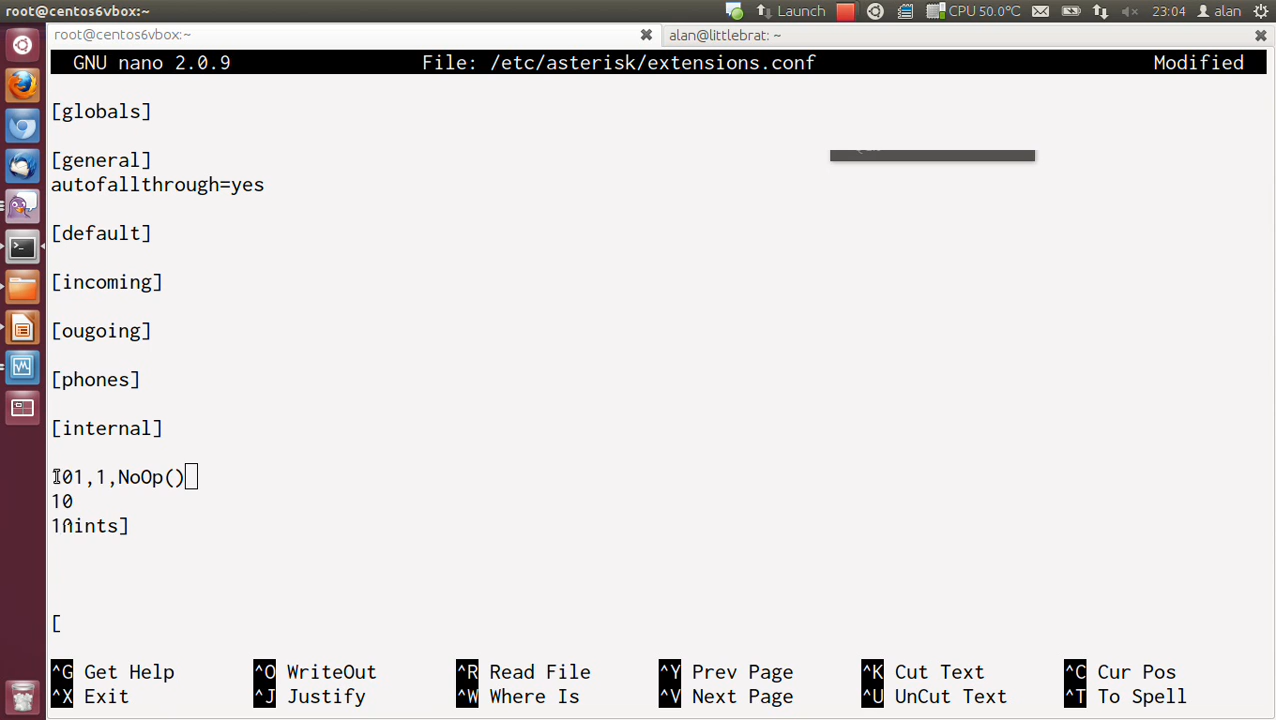 root@centos6vbox:~
Launch
CPU 50.0°C
23:04
alan
root@centos6vbox:~
alan@littlebrat: ~
GNU nano 2.0.9 File: /etc/asterisk/extensions.conf Modified
[globals]
[general]
autofallthrough=yes
[default]
[incoming]
[ougoing]
[phones]
[internal]
101,1,NoOp()
10
10ints]
[
^G Get Help ^O WriteOut ^R Read File ^Y Prev Page ^K Cut Text ^C Cur Pos
^X Exit ^J Justify ^W Where Is ^V Next Page ^U UnCut Text ^T To Spell